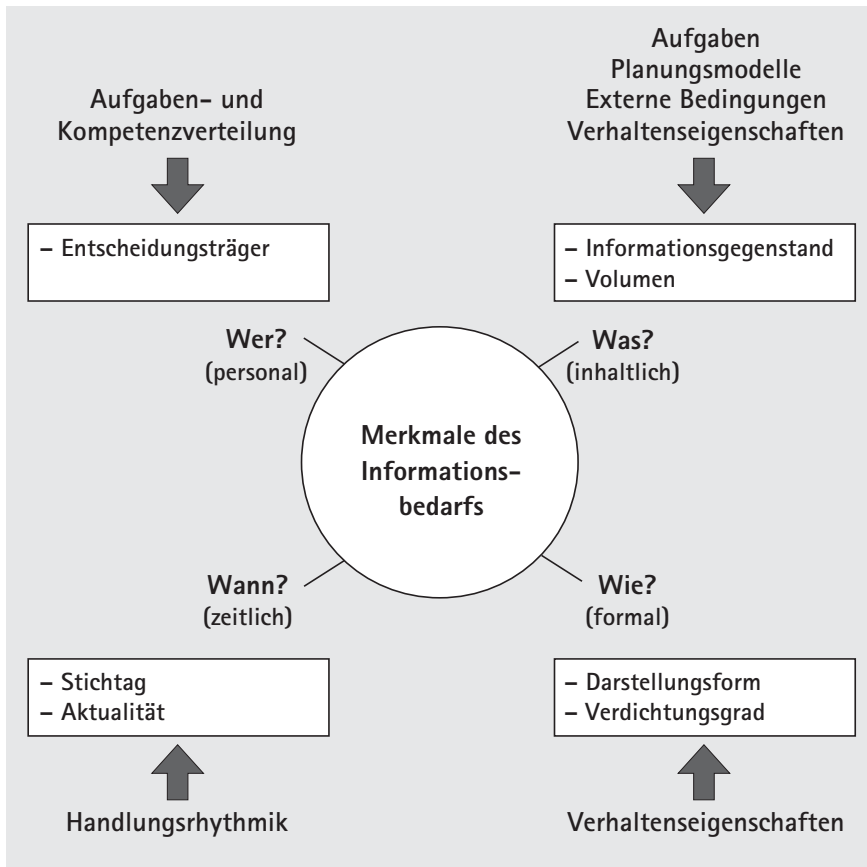 Aufgaben- und
Kompetenzverteilung
– Entscheidungsträger
Wer?
(personal)
Aufgaben
Planungsmodelle
Externe Bedingungen
Verhaltenseigenschaften
– Informationsgegenstand
– Volumen
Was?
(inhaltlich)
Merkmale des
Informations-
bedarfs
Wann?
(zeitlich)
– Stichtag
– Aktualität
Handlungsrhythmik
Wie?
(formal)
– Darstellungsform
– Verdichtungsgrad
Verhaltenseigenschaften